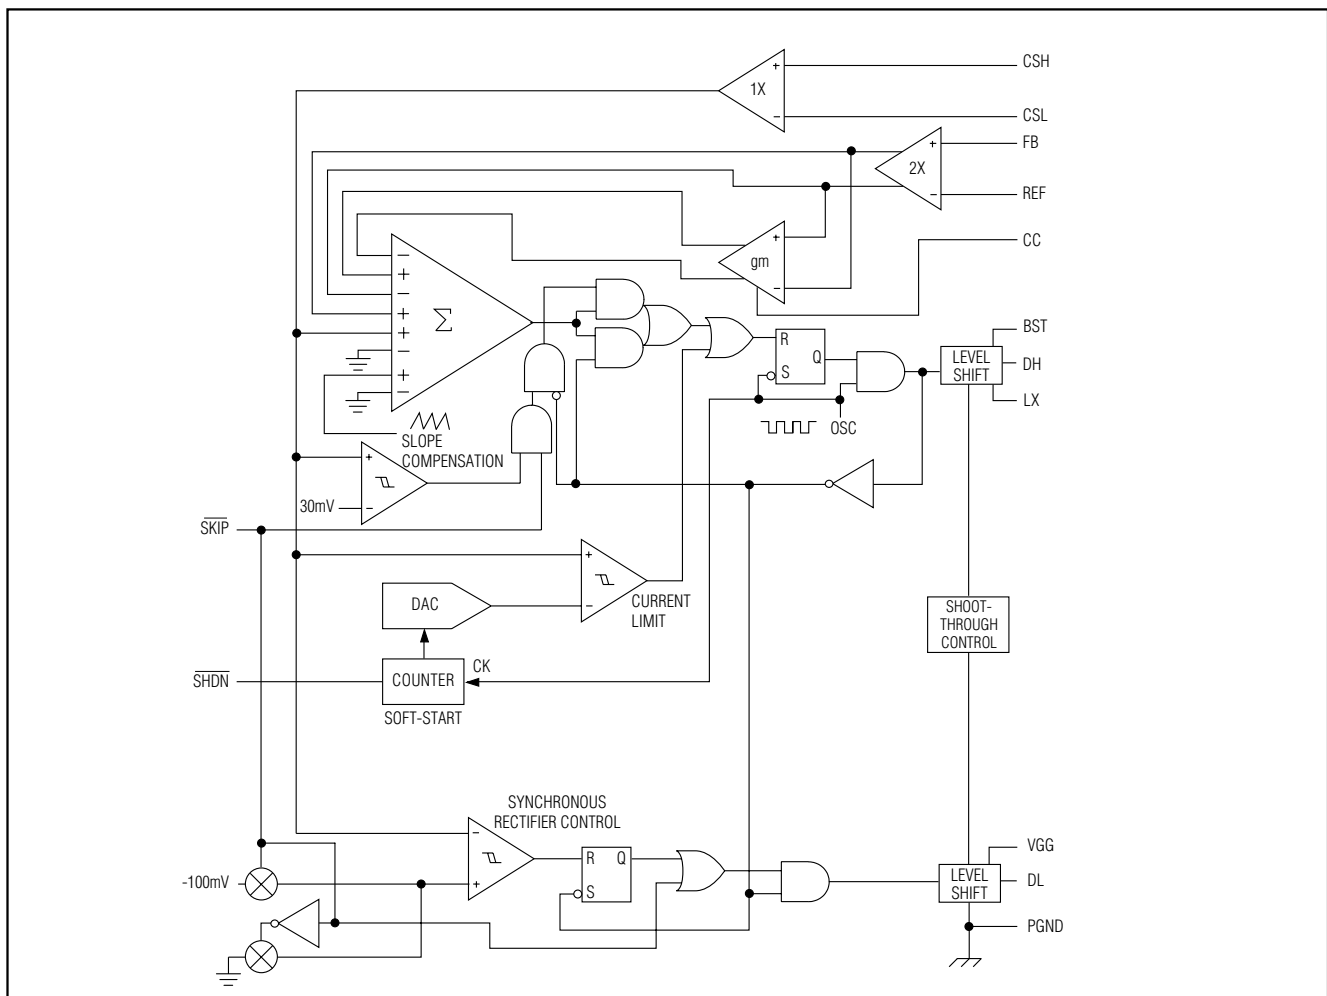 CSH
+
1X
CSL
−
FB
+
2X
REF
−
CC
+
gm
−
−
+
−
+
+
−
+
−
Σ
BST
LEVEL
SHIFT
DH
LX
R
Q
S
OSC
SLOPE
COMPENSATION
+
30mV
−
SKIP
+
−
CURRENT
LIMIT
DAC
SHOOT-
THROUGH
CONTROL
CK
SHDN
COUNTER
SOFT-START
SYNCHRONOUS
RECTIFIER CONTROL
−
+
R
Q
S
-100mV
VGG
LEVEL
SHIFT
DL
PGND